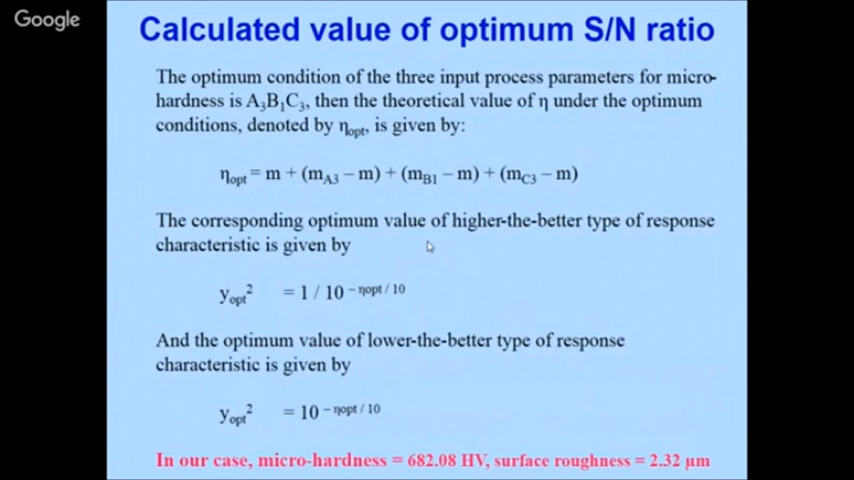 Google
Calculated value of optimum S/N ratio
The optimum condition of the three input process parameters for micro-
hardness is A₃B₁C₃, then the theoretical value of η under the optimum
conditions, denoted by ηopt, is given by:
ηopt = m + (mA3 – m) + (mB1 – m) + (mC3 – m)
The corresponding optimum value of higher-the-better type of response
characteristic is given by
yopt² = 1 / 10 – ηopt / 10
And the optimum value of lower-the-better type of response
characteristic is given by
yopt² = 10 – ηopt / 10
In our case, micro-hardness = 682.08 HV, surface roughness = 2.32 μm